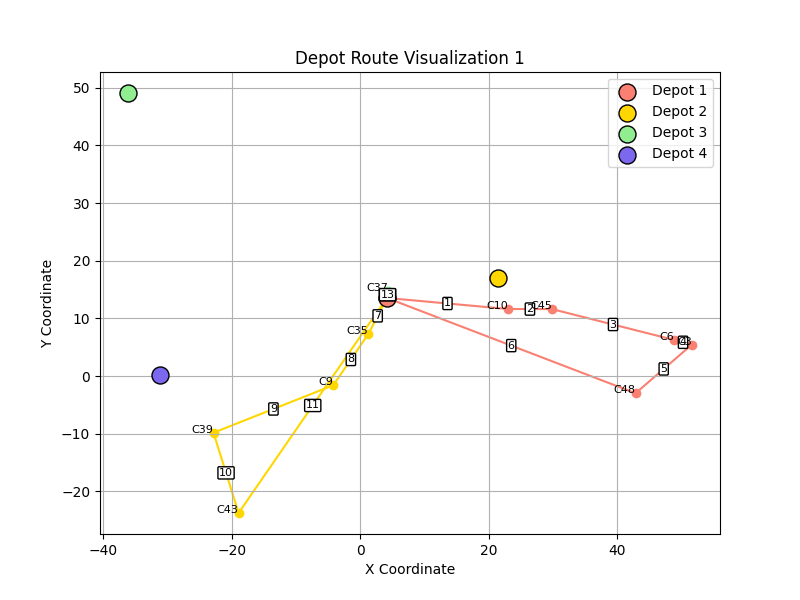 Depot Route Visualization 1
Depot 1
Depot 2
Depot 3
Depot 4
50
40
30
20
10
0
−10
−20
−40
−20
0
20
40
X Coordinate
Y Coordinate
C37
13
1
C10
2
C45
3
C6
5
C48
6
7
C35
8
C9
9
11
C39
10
C43